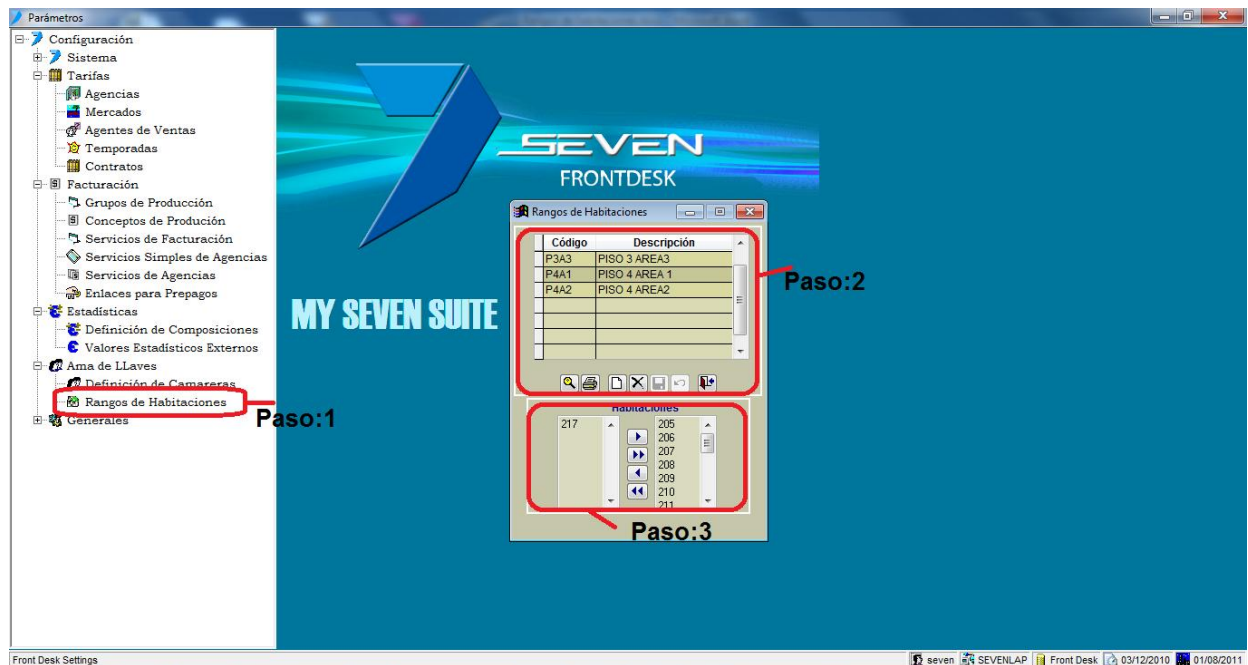 Parámetros
Configuración
Sistema
Tarifas
Agencias
Mercados
Agentes de Ventas
Temporadas
Contratos
Facturación
Grupos de Producción
Conceptos de Produción
Servicios de Facturación
Servicios Simples de Agencias
Servicios de Agencias
Enlaces para Prepagos
Estadísticas
Definición de Composiciones
Valores Estadísticos Externos
Ama de LLaves
Definición de Camareras
Rangos de Habitaciones
Generales
Paso:1
SEVEN
FRONTDESK
MY SEVEN SUITE
Rangos de Habitaciones
Código Descripción
P3A3 PISO 3 AREA3
P4A1 PISO 4 AREA 1
P4A2 PISO 4 AREA2
Paso:2
Habitaciones
217 205
206
207
208
209
210
211
Paso:3
Front Desk Settings seven SEVENLAP Front Desk 03/12/2010 01/08/2011